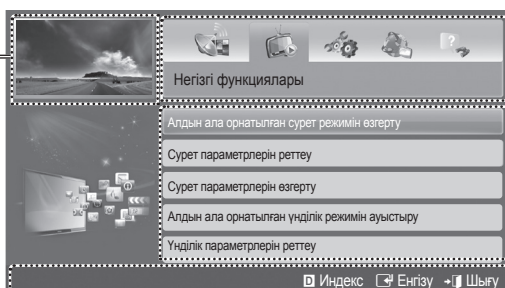 Негізгі функциялары
Алдын ала орнатылған сурет режимін өзгерту
Сурет параметрлерін реттеу
Сурет параметрлерін өзгерту
Алдын ала орнатылған үнділік режимін ауыстыру
Үнділік параметрлерін реттеу
D Индекс Енгізу Шығу